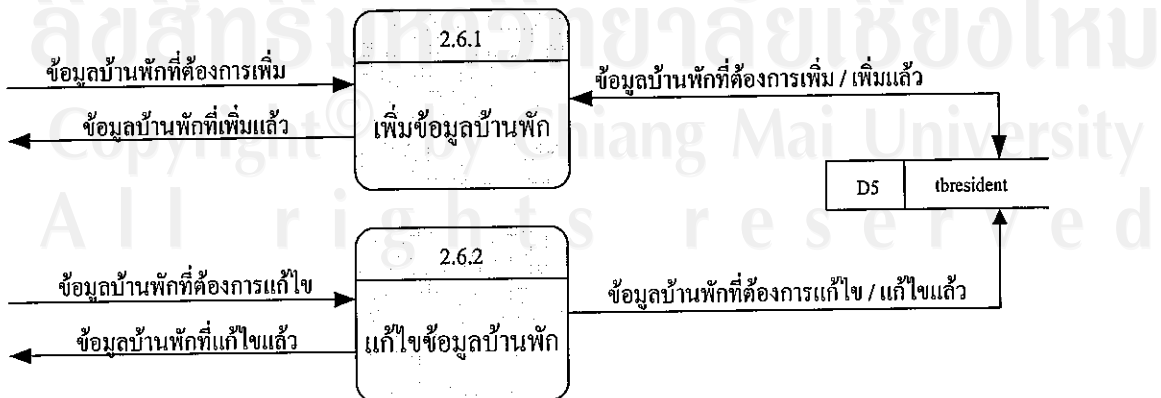 ลิขสิทธิ์มหาวิทยาลัยเชียงใหม่
2.6.1
ข้อมูลบ้านพักที่ต้องการเพิ่ม
ข้อมูลบ้านพักที่ต้องการเพิ่ม / เพิ่มแล้ว
ข้อมูลบ้านพักที่เพิ่มแล้ว
เพิ่มข้อมูลบ้านพัก
Copyright© by Chiang Mai University
D5 tbresident
All rights reserved
2.6.2
ข้อมูลบ้านพักที่ต้องการแก้ไข
ข้อมูลบ้านพักที่ต้องการแก้ไข / แก้ไขแล้ว
ข้อมูลบ้านพักที่แก้ไขแล้ว
แก้ไขข้อมูลบ้านพัก